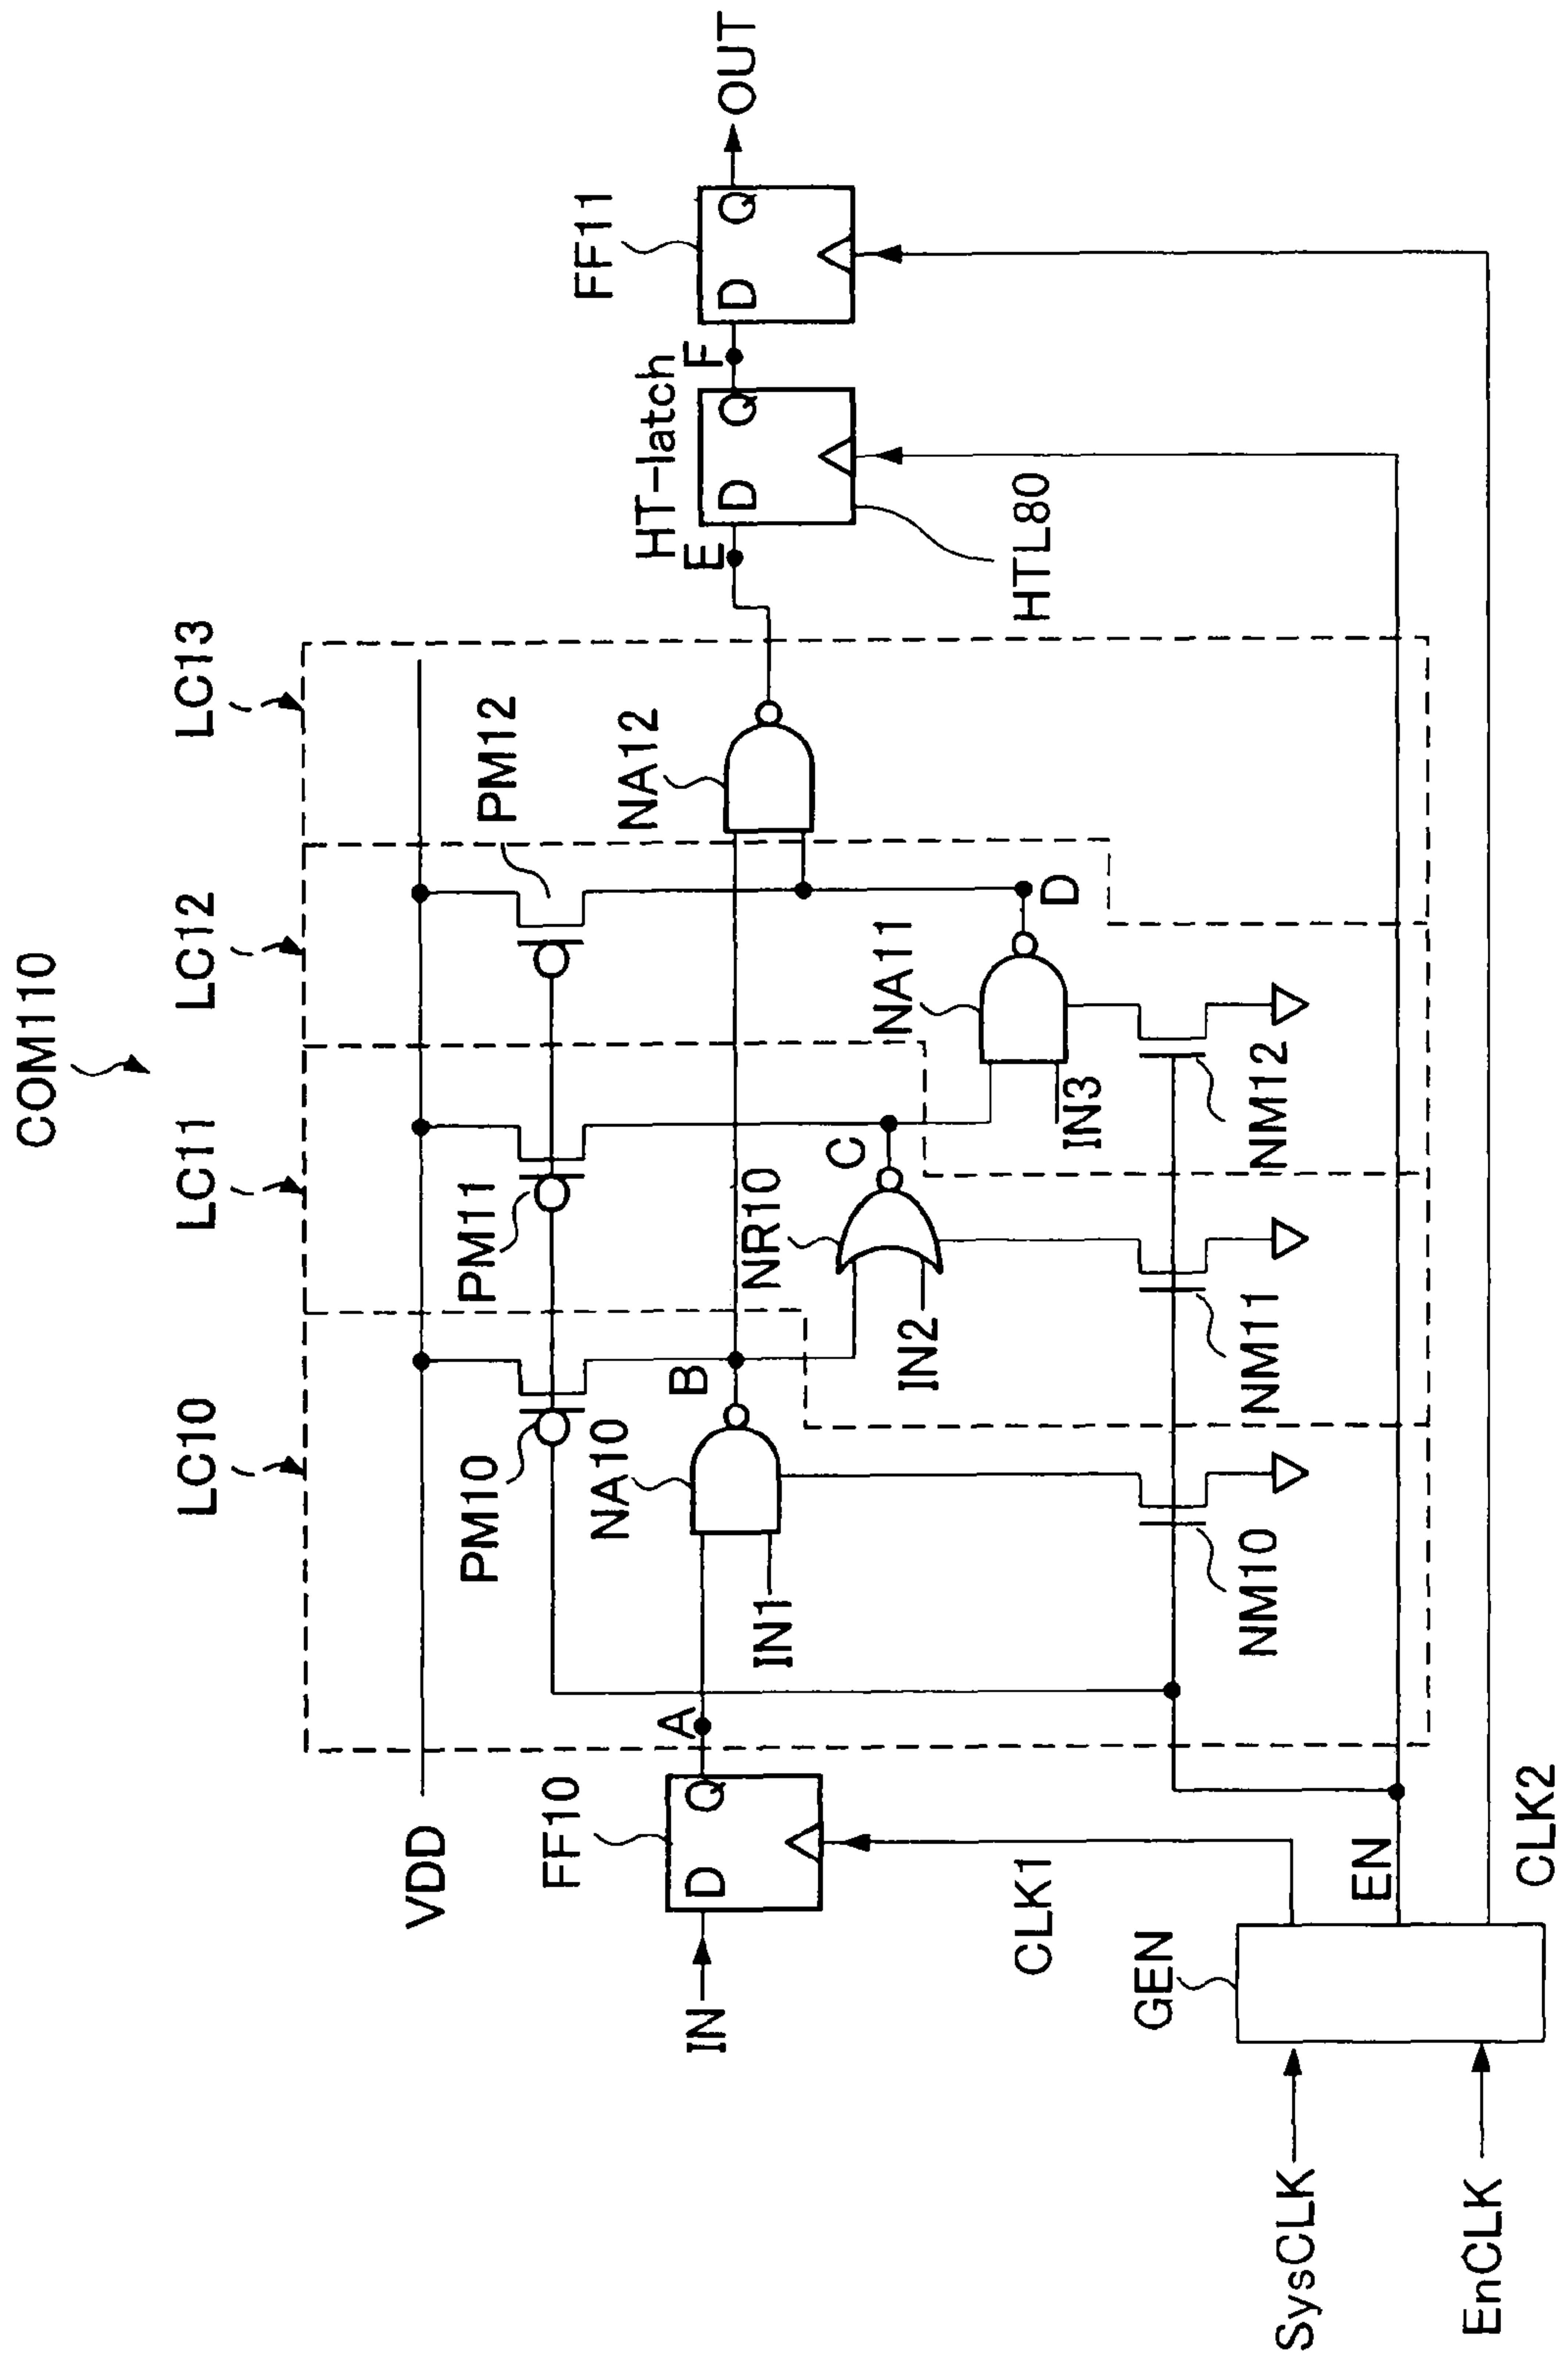 COM110
LC10
LC11
LC12
LC13
VDD
PM10
PM11
PM12
FF10
D
Q
A
IN
NA10
IN1
B
NR10
IN2
C
NA11
IN3
D
NA12
HT-latch
E
D
Q
F
FF11
D
Q
OUT
HTL80
NM10
NM11
NM12
CLK1
GEN
EN
CLK2
SysCLK
EnCLK